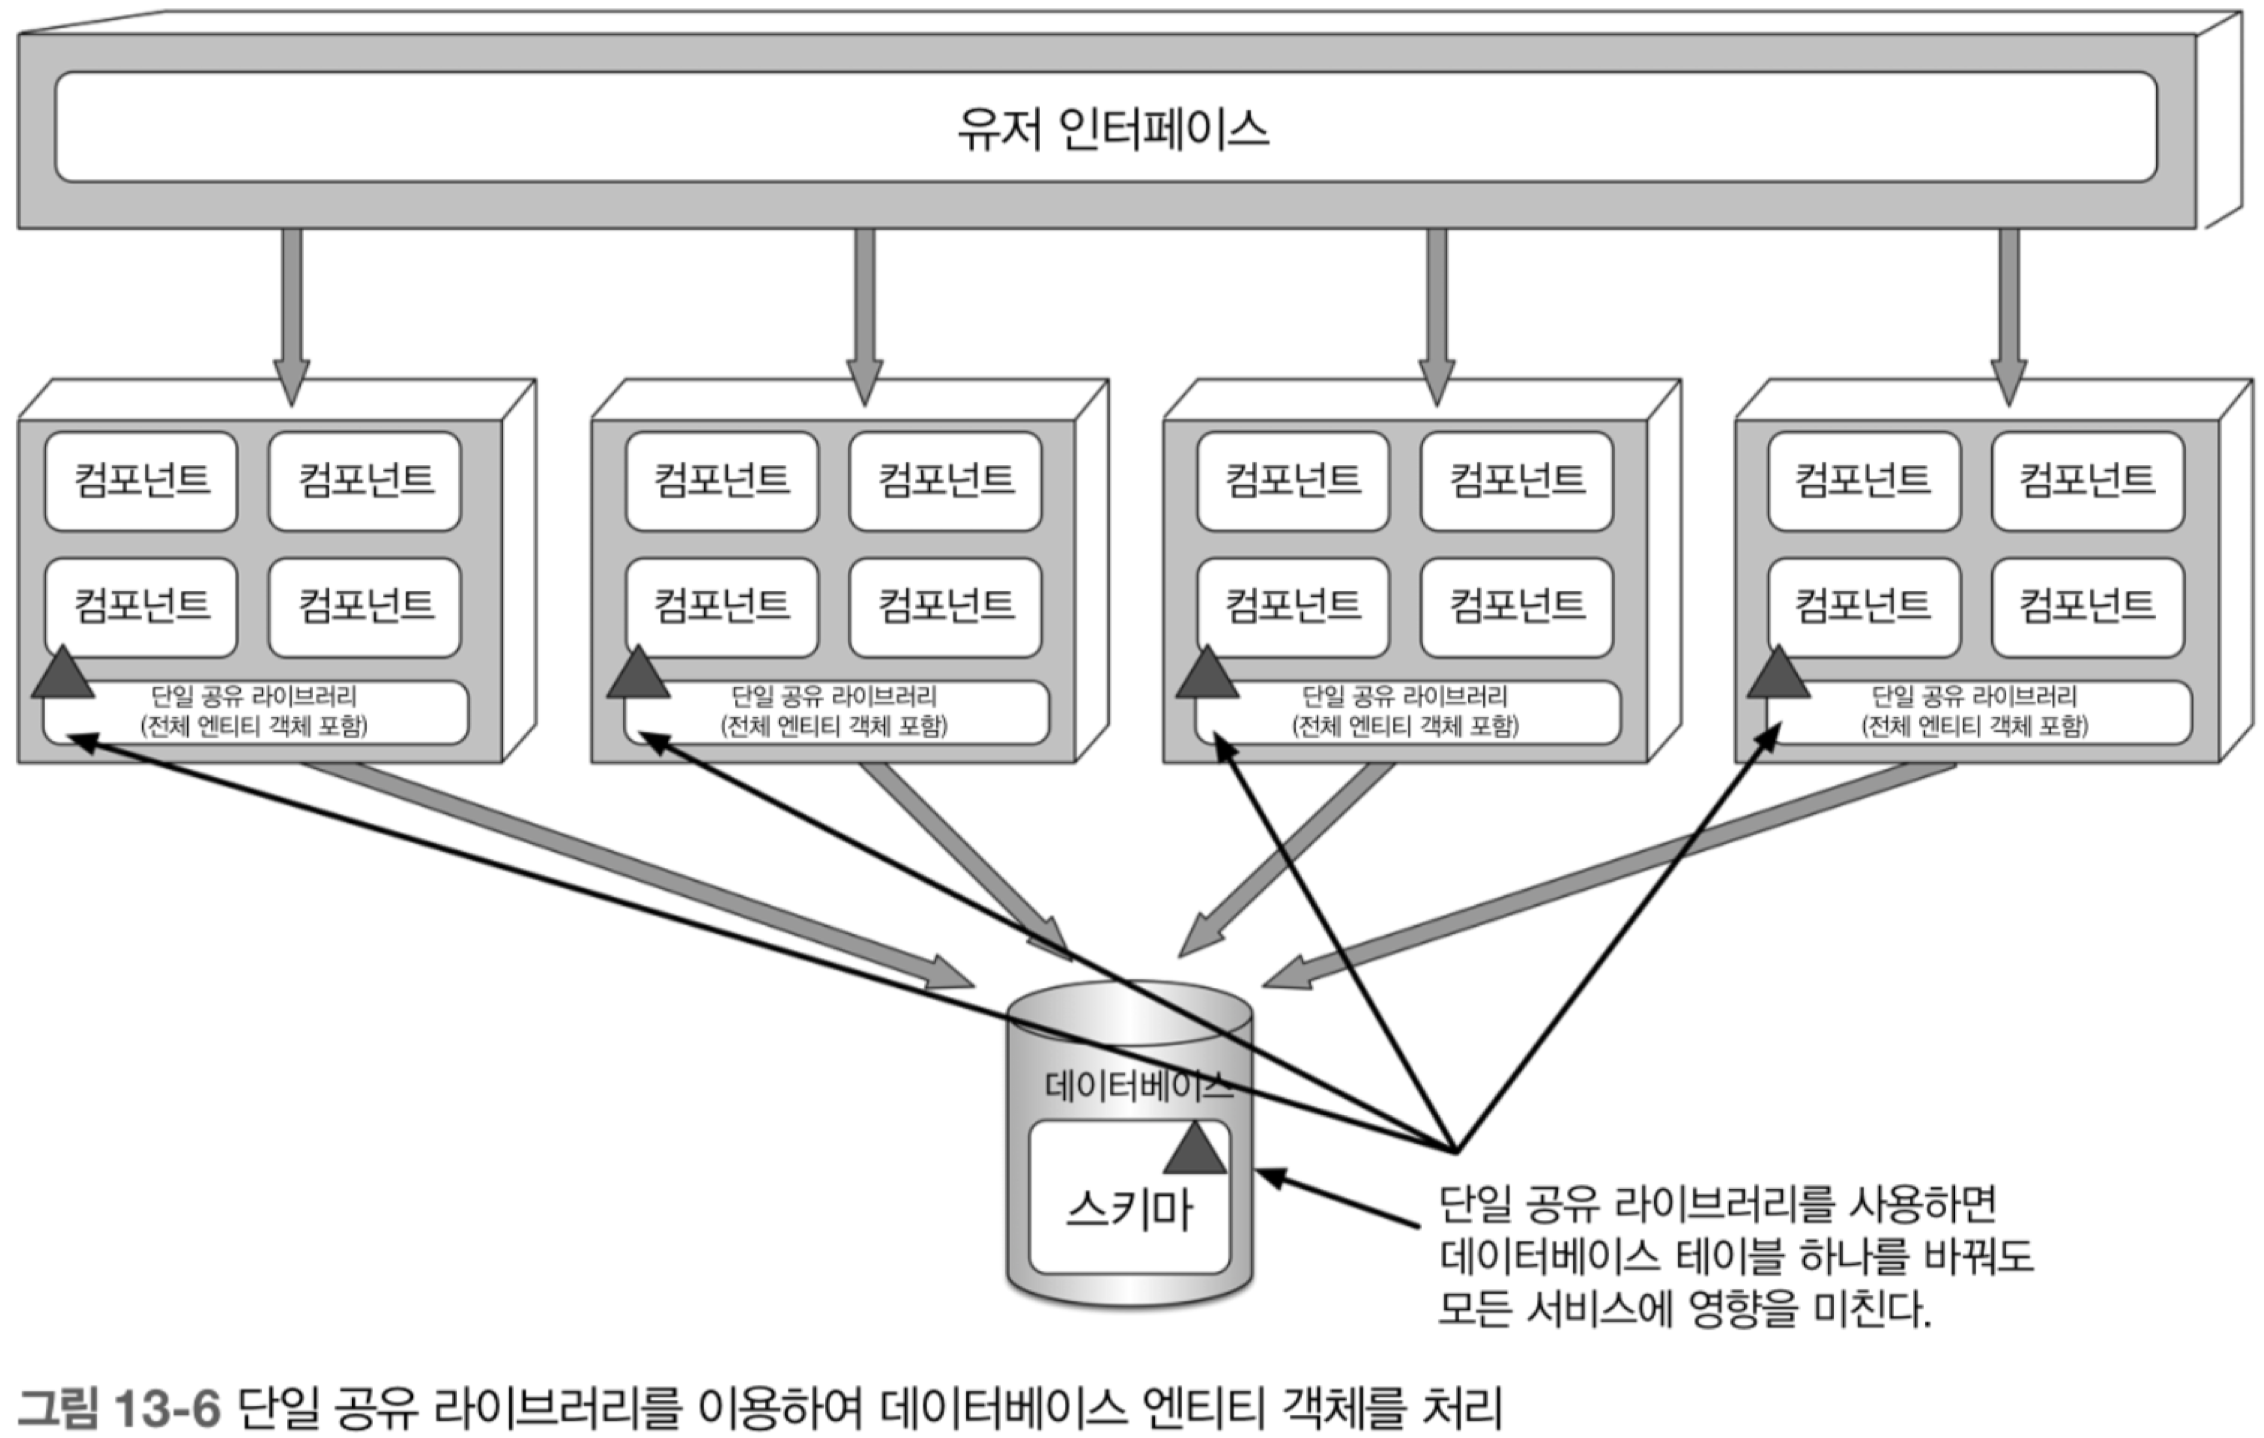 유저 인터페이스
컴포넌트 컴포넌트 컴포넌트 컴포넌트 컴포넌트 컴포넌트 컴포넌트 컴포넌트
컴포넌트 컴포넌트 컴포넌트 컴포넌트 컴포넌트 컴포넌트 컴포넌트 컴포넌트
단일 공유 라이브러리 단일 공유 라이브러리 단일 공유 라이브러리 단일 공유 라이브러리
(전체 엔티티 객체 포함) (전체 엔티티 객체 포함) (전체 엔티티 객체 포함) (전체 엔티티 객체 포함)
데이터베이스
스키마
단일 공유 라이브러리를 사용하면
데이터베이스 테이블 하나를 바꿔도
모든 서비스에 영향을 미친다.
그림 13-6 단일 공유 라이브러리를 이용하여 데이터베이스 엔티티 객체를 처리